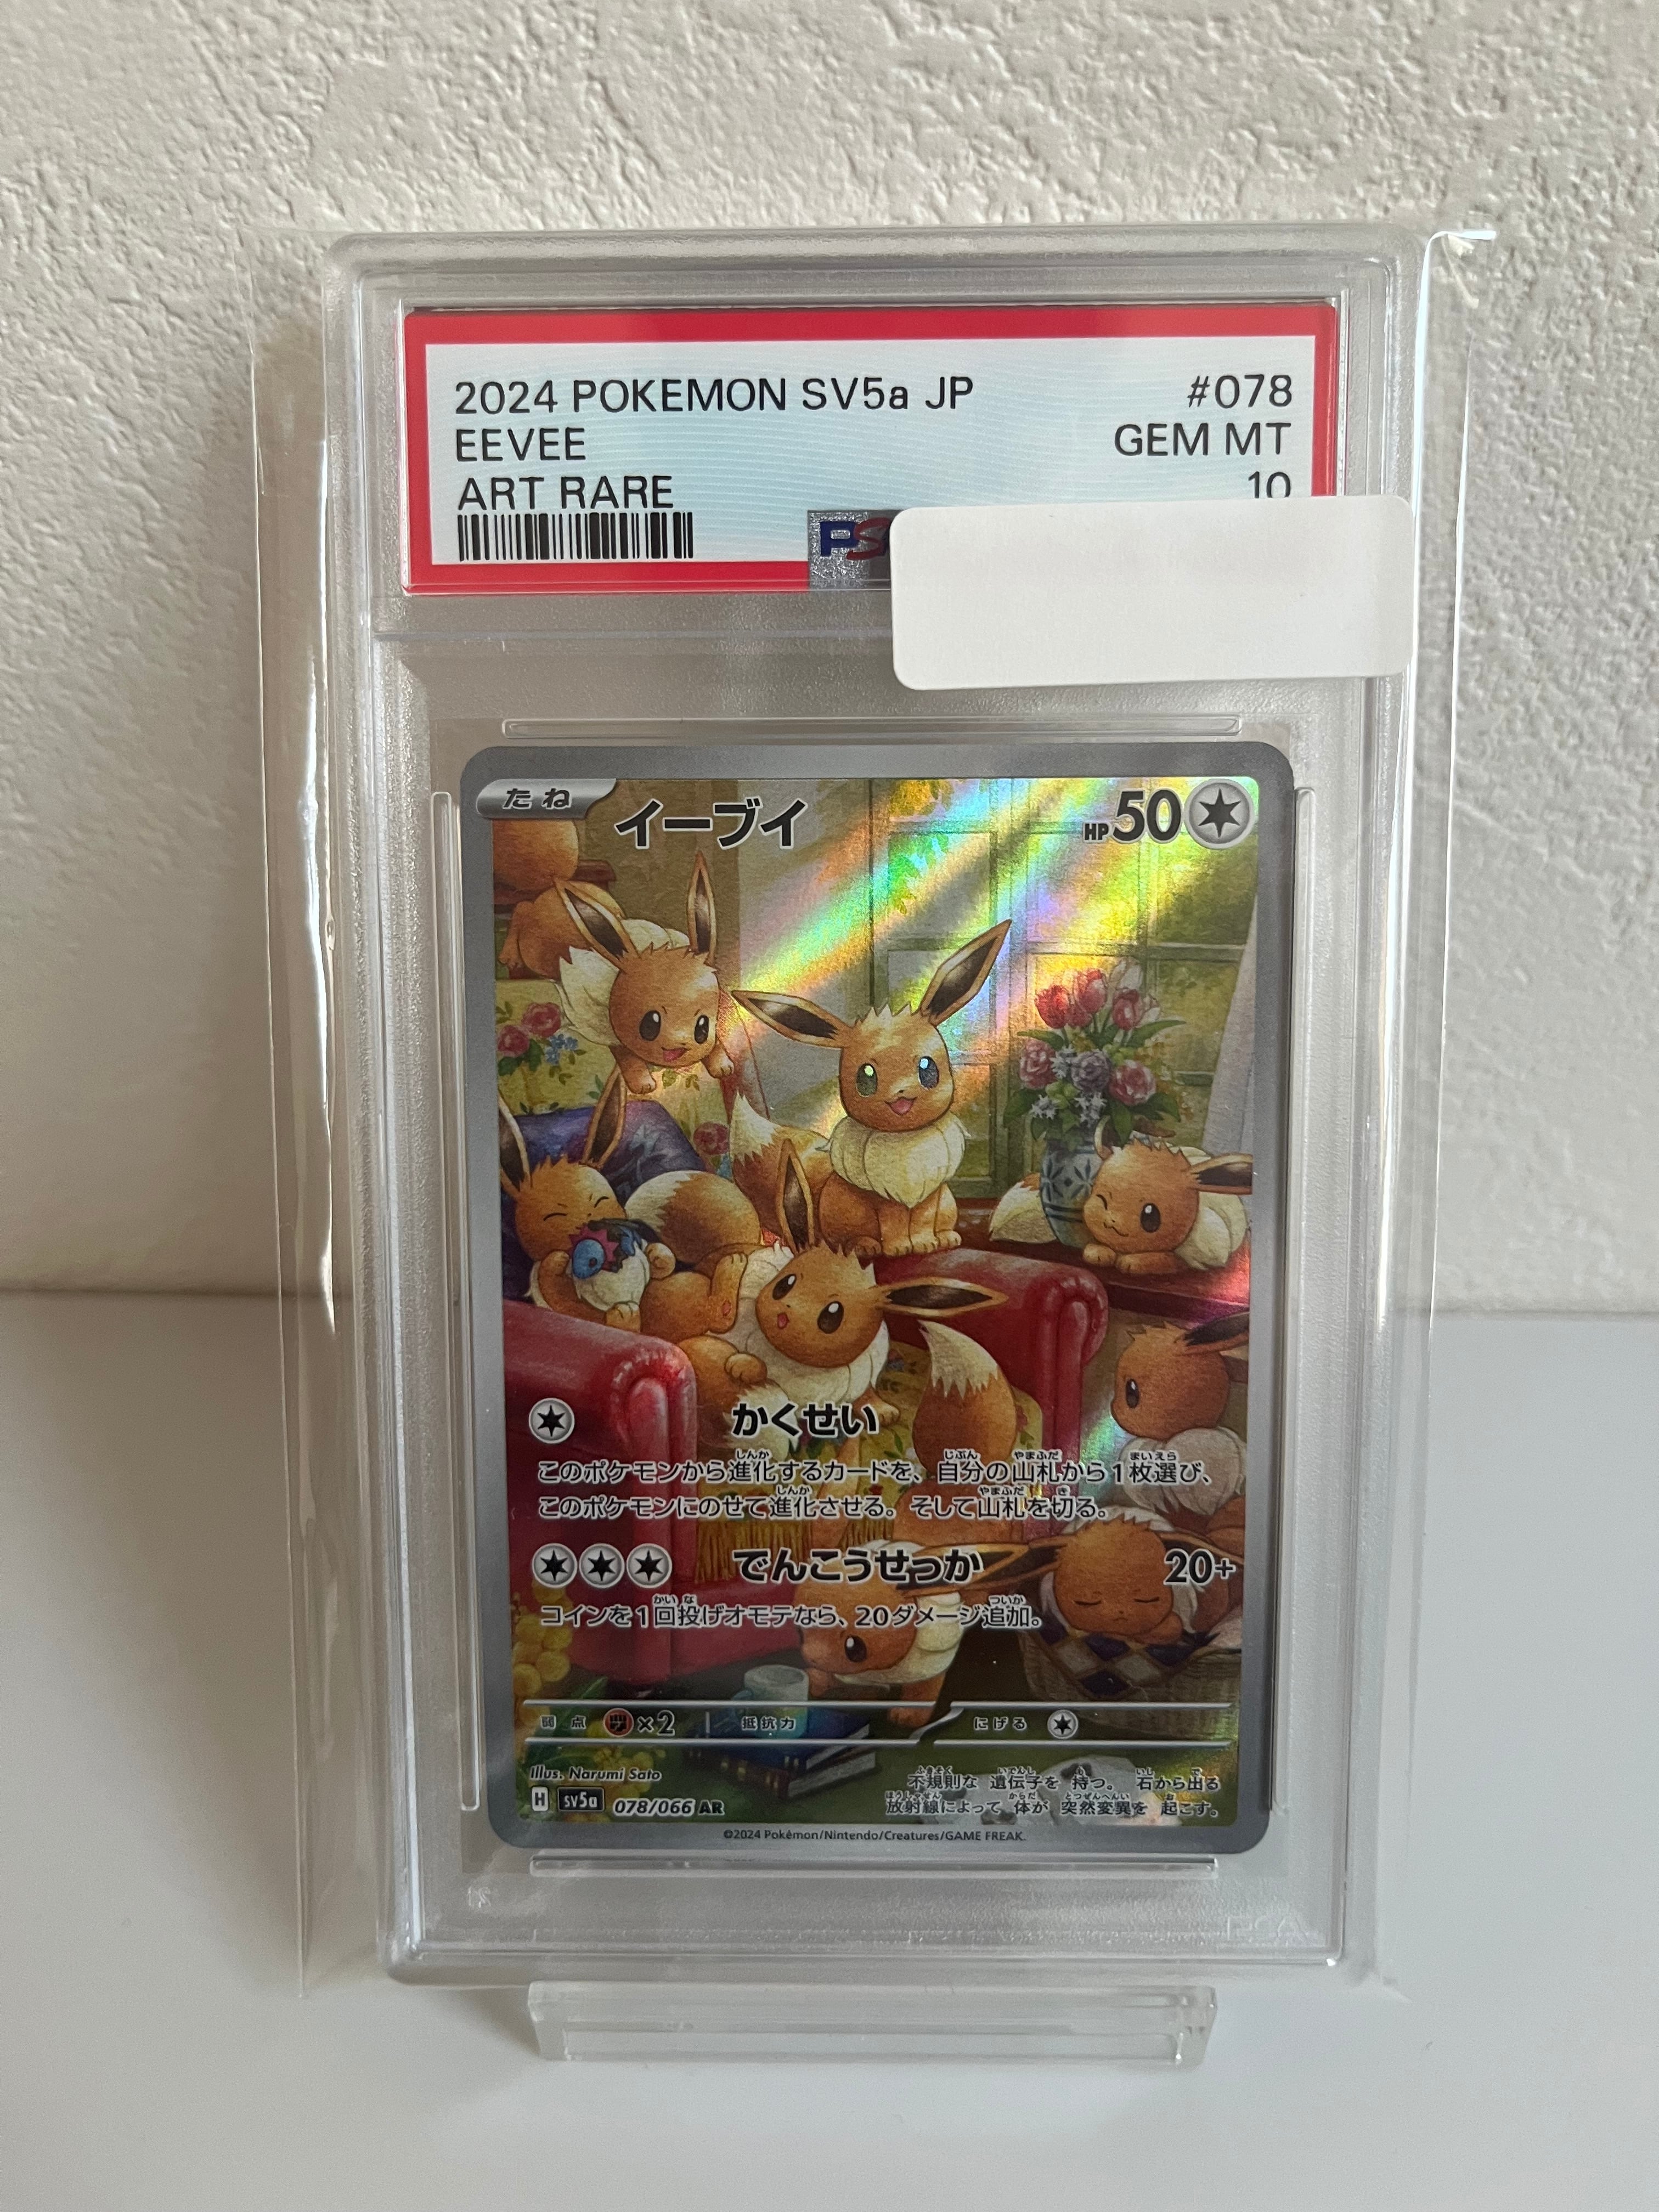 2024 POKEMON SV5a JP #078
EEVEE GEM MT
ART RARE 10
PS
たね イーブイ HP50
かくせい
このポケモンから進化するカードを、自分の山札から1枚選び、
このポケモンにのせて進化させる。そして山札を切る。
でんこうせっか 20+
コインを1回投げオモテなら、20ダメージ追加。
弱点 ×2 抵抗力 にげる
Illus. Narumi Sato
不規則な 遺伝子を 持つ。 石から出る
放射線によって 体が 突然変異を 起こす。
H sv5a 078/066 AR
©2024 Pokémon/Nintendo/Creatures/GAME FREAK.